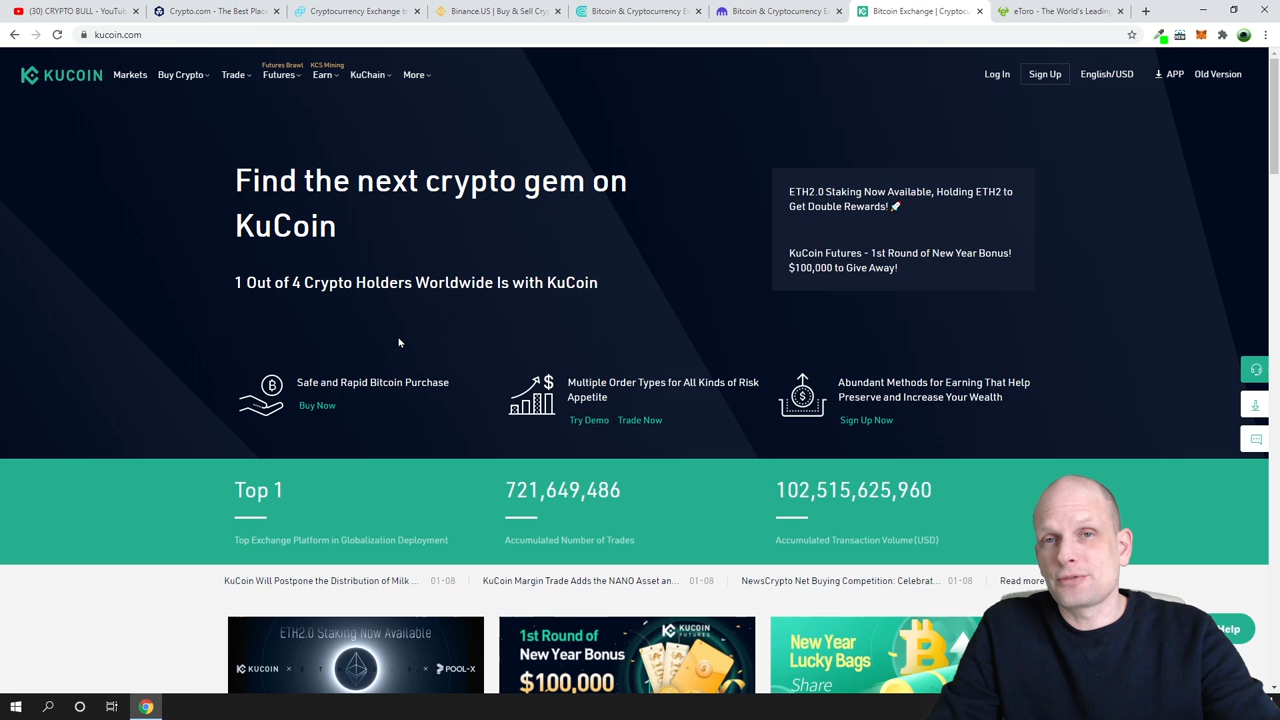 (30) CRYPTO BULL - YouTub
Crypto.com - The Best Plac
Cryptocurrency Exchange to
Binance.US | Buy & Sell Cry
Bitcoin & Cryptocurrency E
Bitcoin & Cryptocurrency E
Bitcoin Exchange | Cryptoc
eToro - The World's Leading
kucoin.com
Futures Brawl
KCS Mining
KUCOIN
Markets
Buy Crypto
Trade
Futures
Earn
KuChain
More
Log In
Sign Up
English/USD
APP
Old Version
Find the next crypto gem on
KuCoin
1 Out of 4 Crypto Holders Worldwide Is with KuCoin
ETH2.0 Staking Now Available, Holding ETH2 to
Get Double Rewards! 🚀
KuCoin Futures - 1st Round of New Year Bonus!
$100,000 to Give Away!
Safe and Rapid Bitcoin Purchase
Buy Now
Multiple Order Types for All Kinds of Risk
Appetite
Try Demo
Trade Now
Abundant Methods for Earning That Help
Preserve and Increase Your Wealth
Sign Up Now
Top 1
Top Exchange Platform in Globalization Deployment
721,649,486
Accumulated Number of Trades
102,515,625,960
Accumulated Transaction Volume(USD)
KuCoin Will Postpone the Distribution of Milk ...
01-08
KuCoin Margin Trade Adds the NANO Asset an...
01-08
NewsCrypto Net Buying Competition: Celebrat...
01-08
Read more
ETH2.0 Staking Now Available
KUCOIN
POOL-X
KUCOIN
FUTURES
1st Round of
New Year Bonus
$100,000
New Year
Lucky Bags
Share
Help